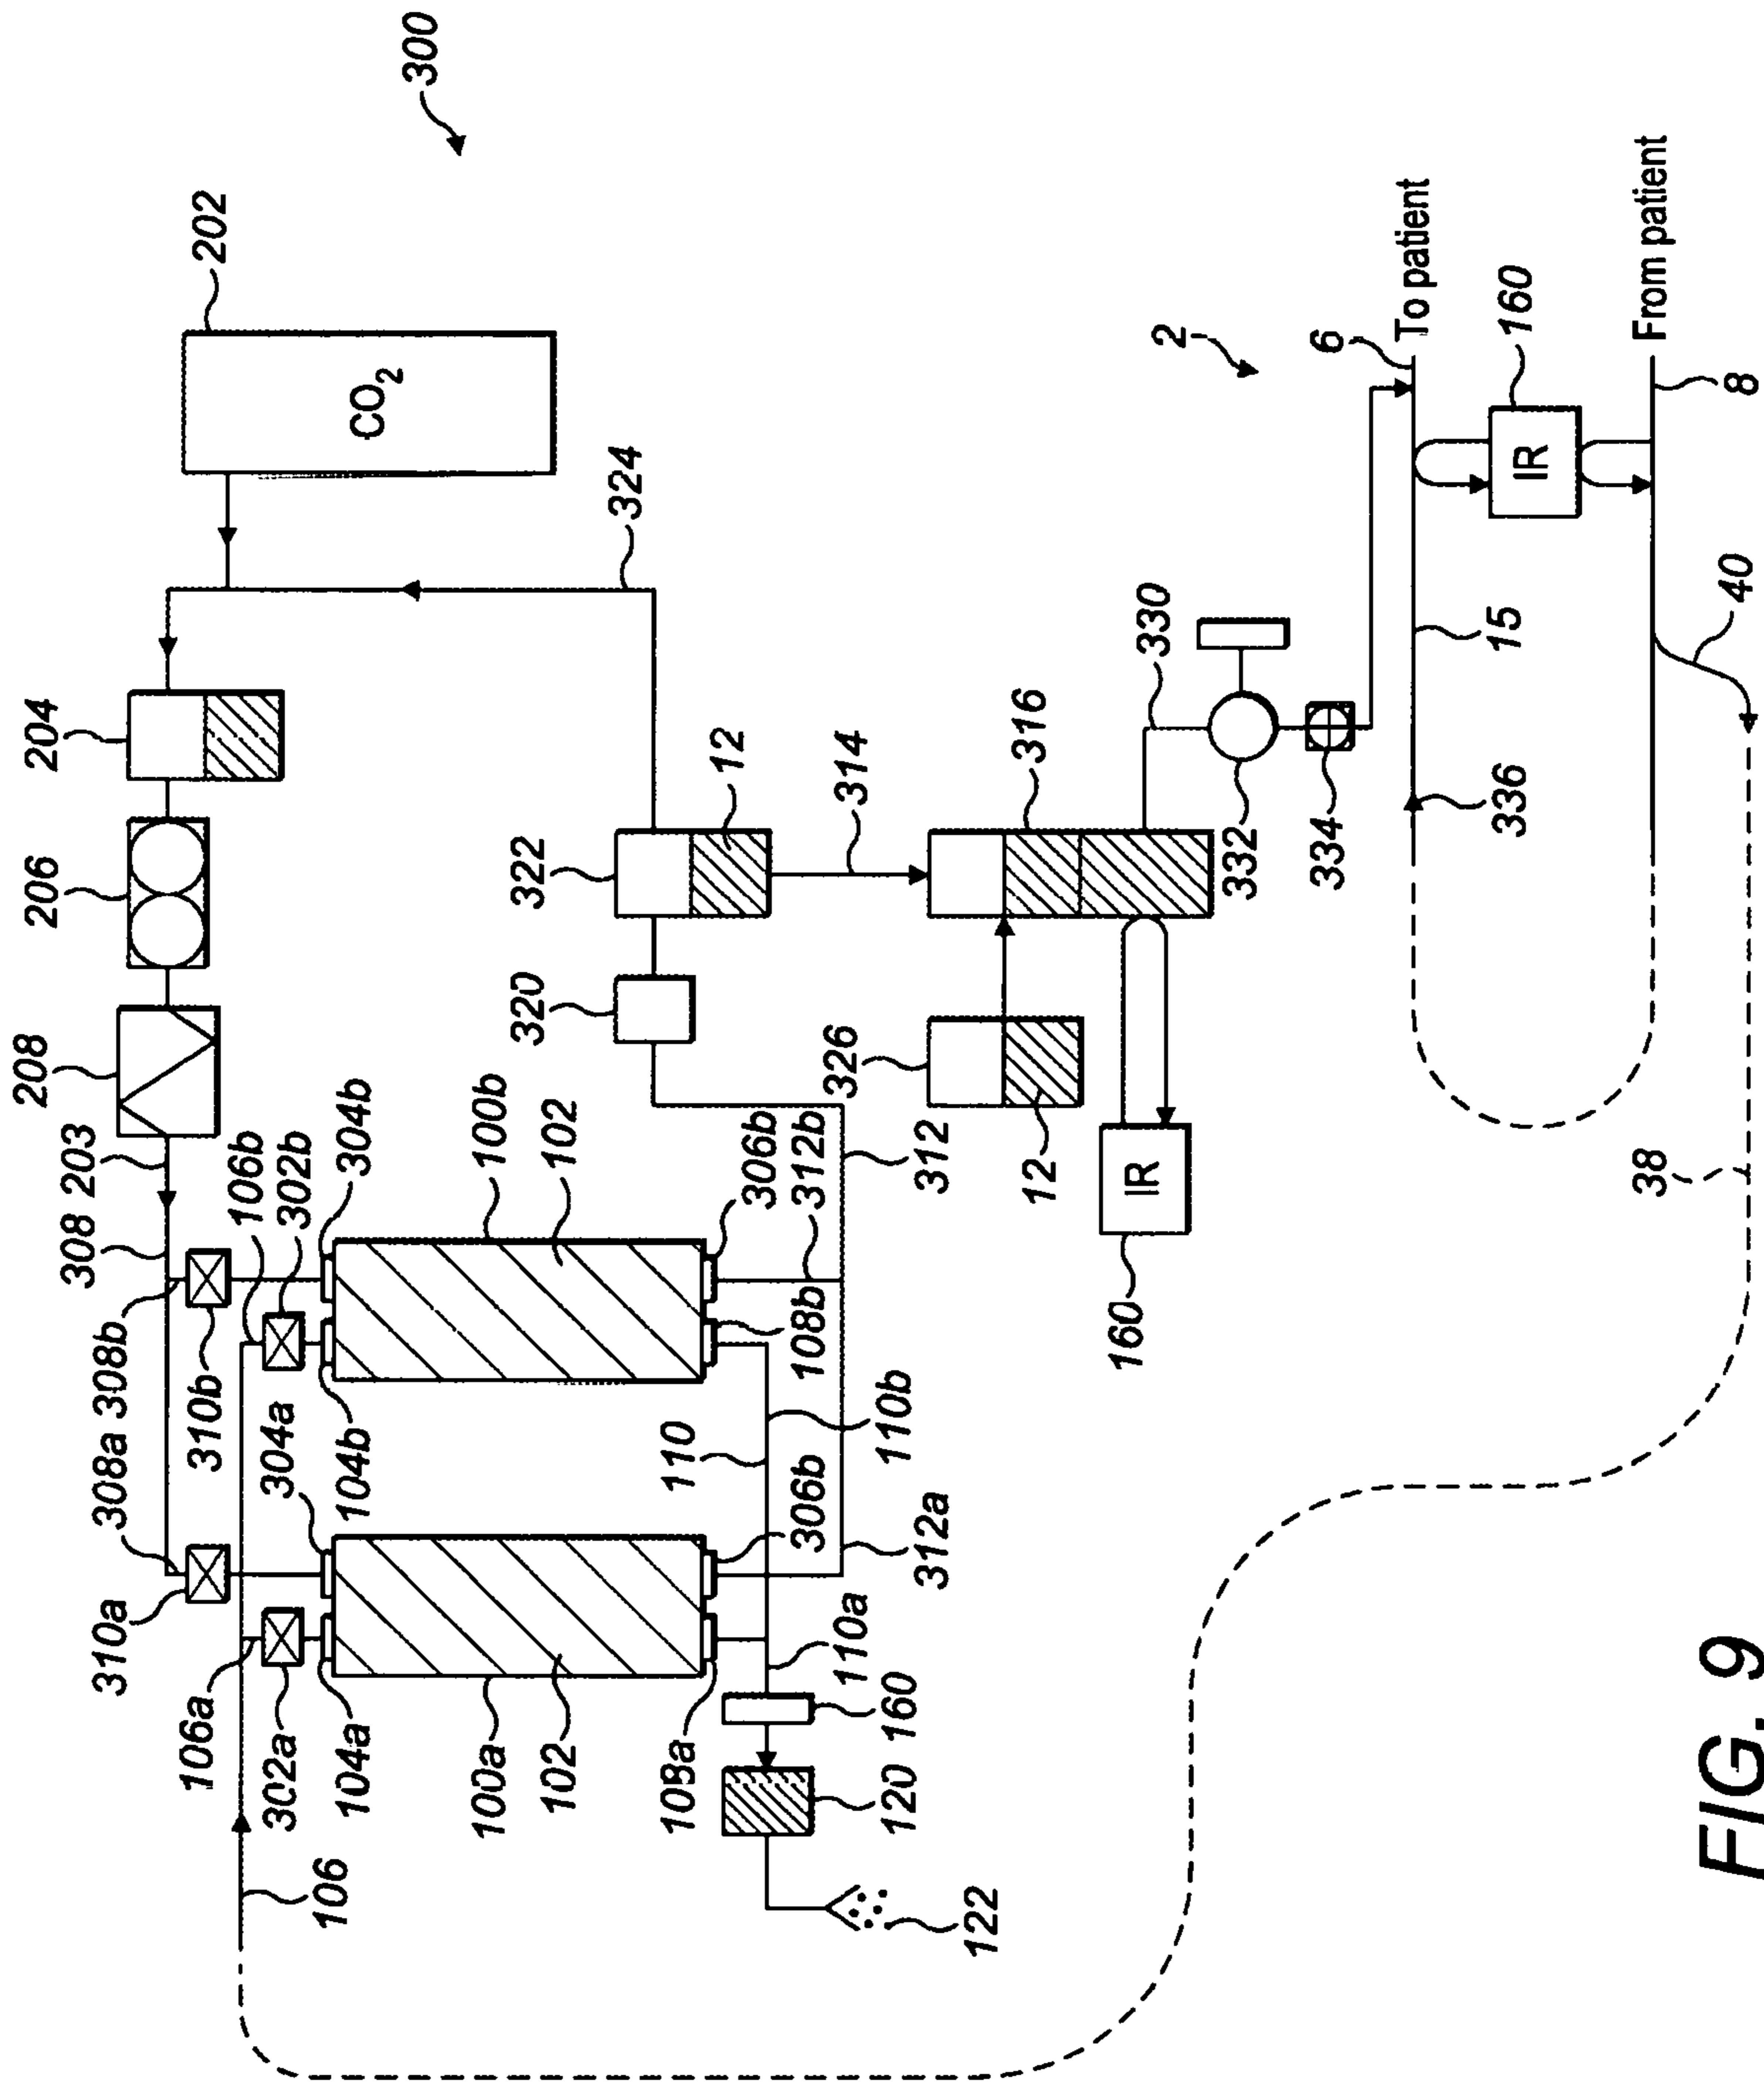 300
202
CO2
324
204
206
208
203
308
106b
302b
304b
308b
308a
310b
304a
104b
310a
106a
302a
104a
106
100b
102
306b
312b
108b
110
110b
306b
312a
100a
102
108a
110a
160
120
122
322
320
12
314
312
326
12
316
330
332
334
IR
160
2
6
To patient
160
IR
From patient
8
15
336
40
38
FIG. 9